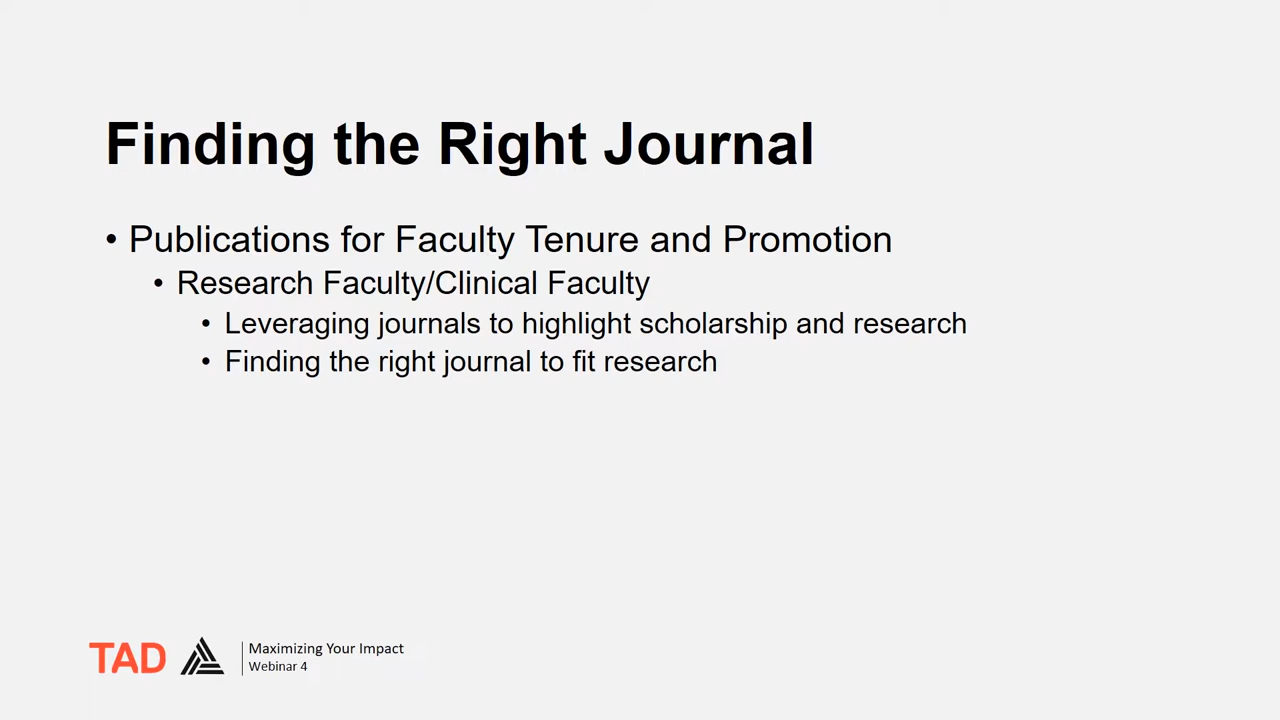 Finding the Right Journal
• Publications for Faculty Tenure and Promotion
• Research Faculty/Clinical Faculty
• Leveraging journals to highlight scholarship and research
• Finding the right journal to fit research
TAD
Maximizing Your Impact
Webinar 4